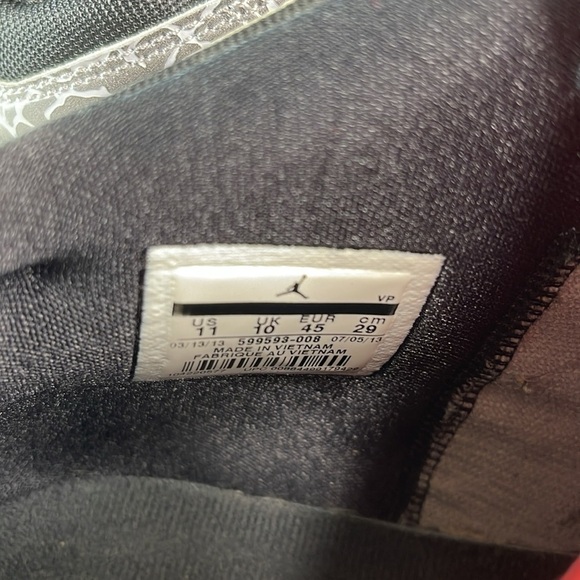 VP
US UK EUR cm
11 10 45 29
03/13/13 599593-008 07/05/13
MADE IN VIETNAM
FABRIQUE AU VIETNAM
UPC